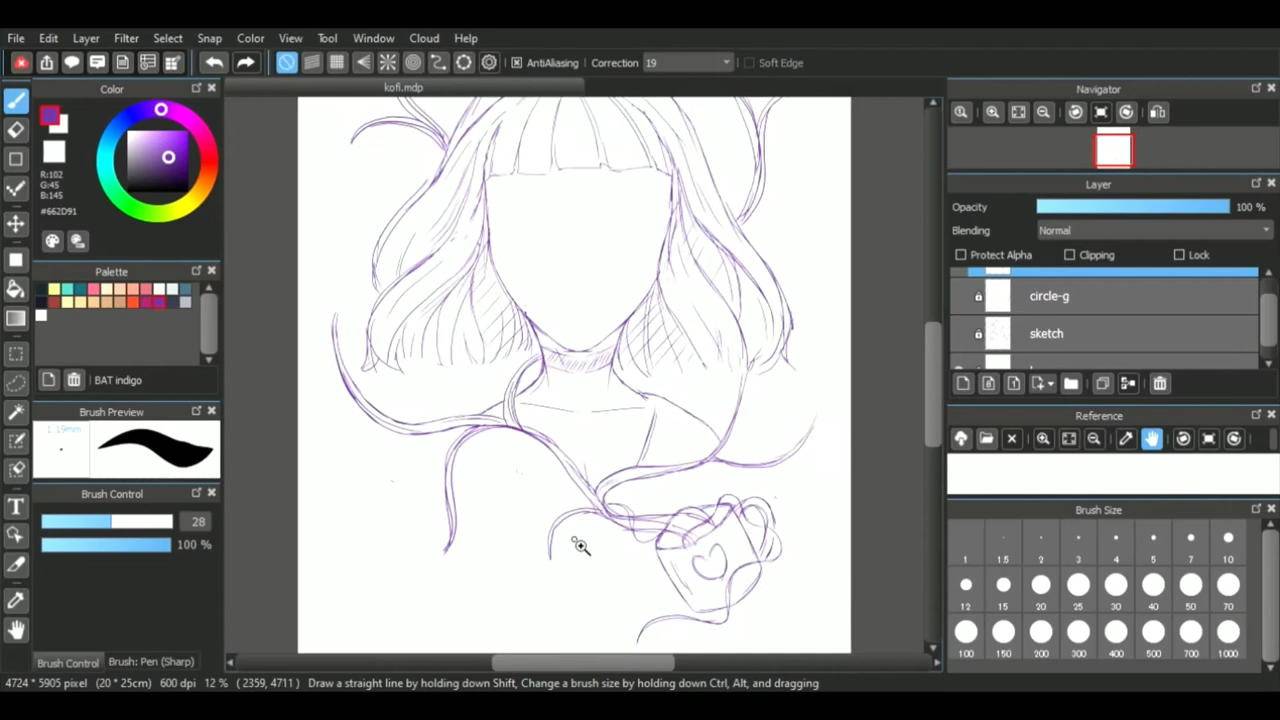 File Edit Layer Filter Select Snap Color View Tool Window Cloud Help
AntiAliasing Correction 19 Soft Edge
Color
kofi.mdp
Navigator
R:102
G:45
B:145
#662D91
Layer
Opacity 100 %
Blending Normal
Protect Alpha Clipping Lock
circle-g
sketch
Palette
BAT indigo
Brush Preview
1.19mm
Brush Control
28
100 %
Reference
Brush Size
1 1.5 2 3 4 5 7 10
12 15 20 25 30 40 50 70
100 150 200 300 400 500 700 1000
Brush Control Brush: Pen (Sharp)
4724 * 5905 pixel (20 * 25cm) 600 dpi 12 % ( 2359, 4711 ) Draw a straight line by holding down Shift, Change a brush size by holding down Ctrl, Alt, and dragging